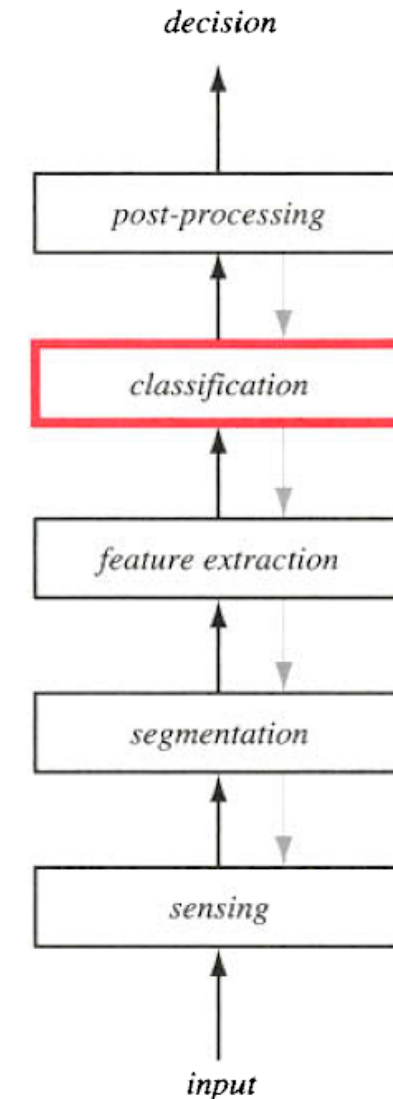 decision
post-processing
classification
feature extraction
segmentation
sensing
input